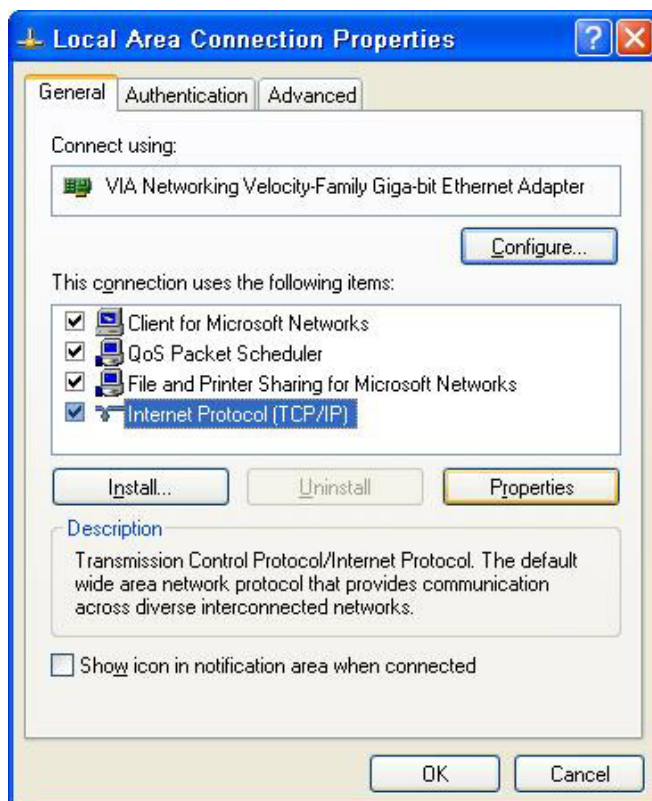 Local Area Connection Properties
?
General Authentication Advanced
Connect using:
VIA Networking Velocity-Family Giga-bit Ethernet Adapter
Configure...
This connection uses the following items:
Client for Microsoft Networks
QoS Packet Scheduler
File and Printer Sharing for Microsoft Networks
Internet Protocol (TCP/IP)
Install... Uninstall Properties
Description
Transmission Control Protocol/Internet Protocol. The default
wide area network protocol that provides communication
across diverse interconnected networks.
Show icon in notification area when connected
OK Cancel